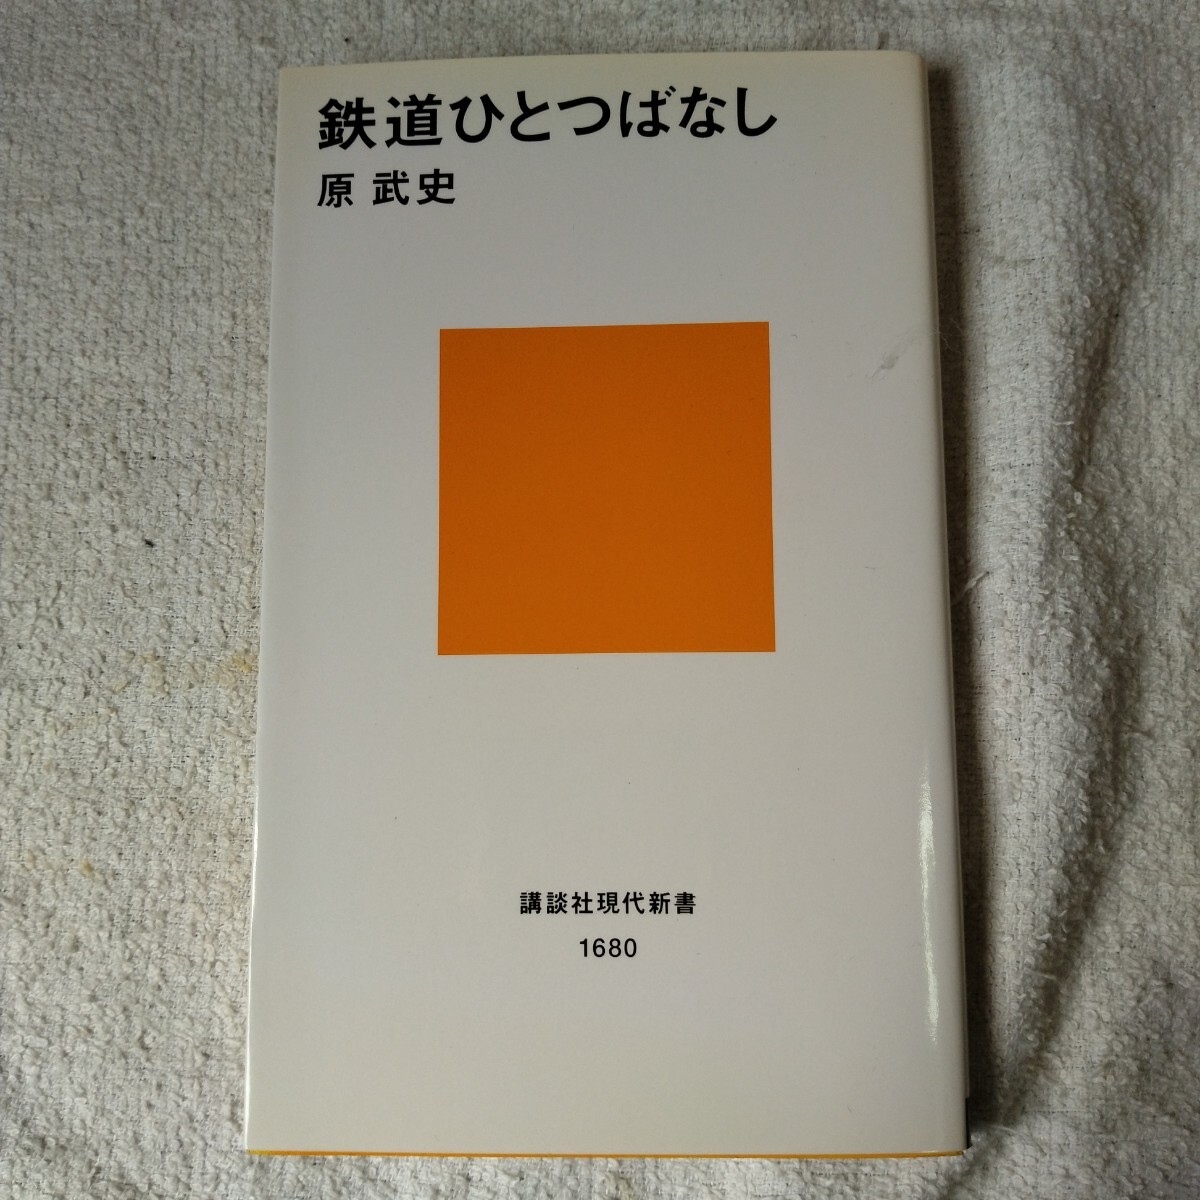 鉄道ひとつばなし
原 武史
講談社現代新書
1680